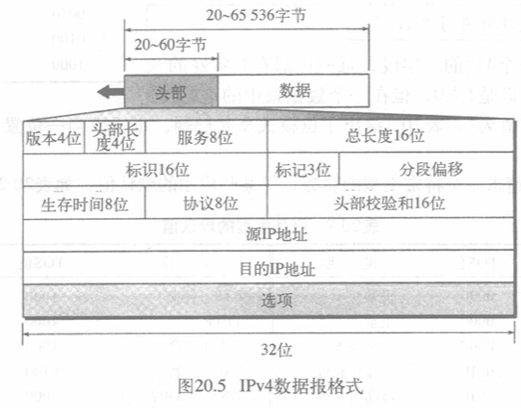 20~65 536字节
20~60字节
头部
数据
版本4位
头部长度4位
服务8位
总长度16位
标识16位
标记3位
分段偏移
生存时间8位
协议8位
头部校验和16位
源IP地址
目的IP地址
选项
32位
图20.5 IPv4数据报格式